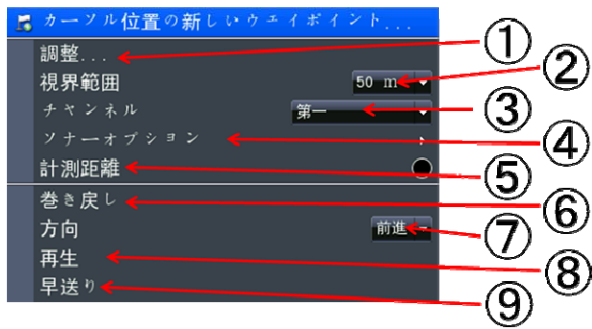 カーソル位置の新しいウエイポイント...
調整... ①
視界範囲 50 m ②
チャンネル 第一 ③
ソナーオプション ④
計測距離 ⑤
巻き戻し ⑥
方向 前進 ⑦
再生 ⑧
早送り ⑨